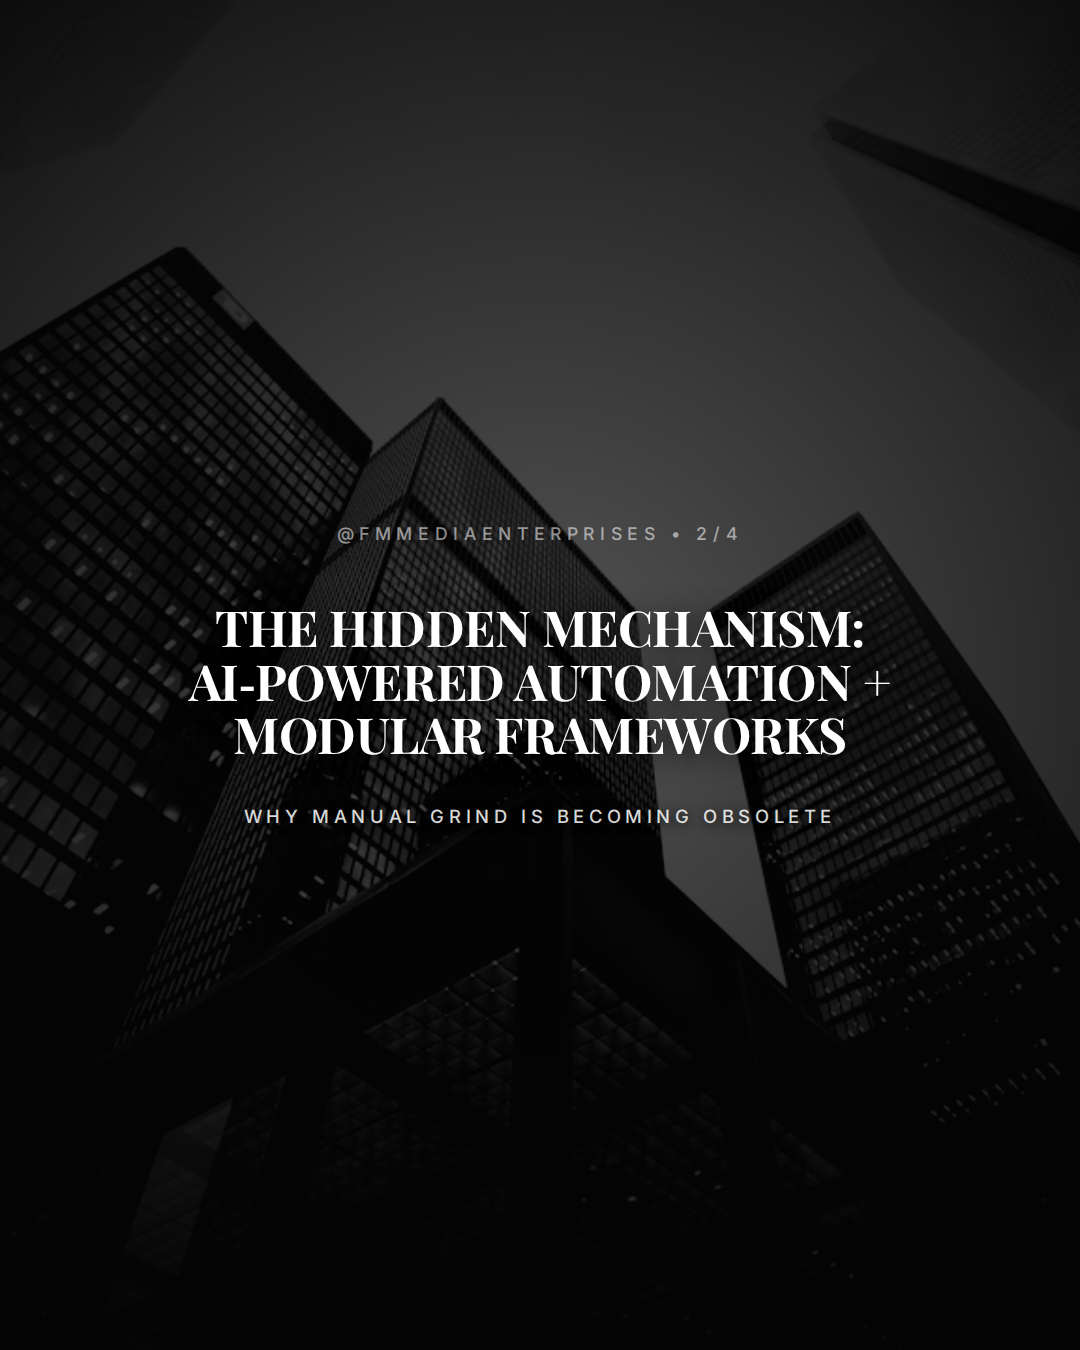 @FMMEDIAENTERPRISES • 2/4
THE HIDDEN MECHANISM:
AI-POWERED AUTOMATION +
MODULAR FRAMEWORKS
WHY MANUAL GRIND IS BECOMING OBSOLETE